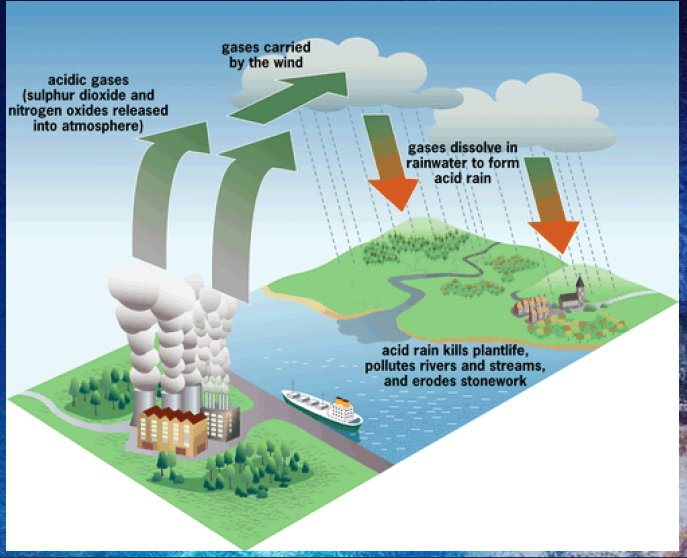 acidic gases
(sulphur dioxide and
nitrogen oxides released
into atmosphere)
gases carried
by the wind
gases dissolve in
rainwater to form
acid rain
acid rain kills plantlife,
pollutes rivers and streams,
and erodes stonework